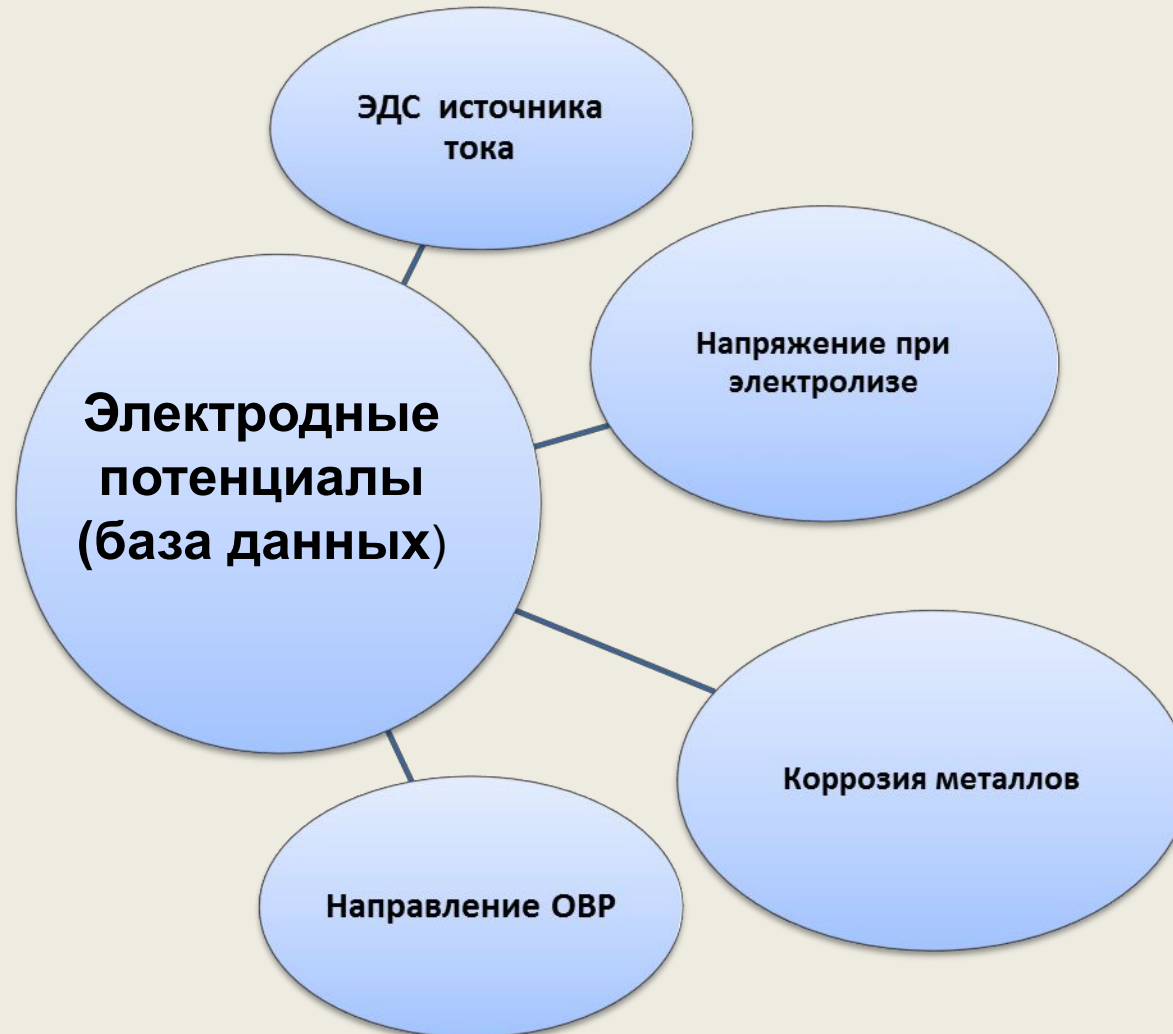 ЭДС источника
тока
Напряжение при
электролизе
Электродные
потенциалы
(база данных)
Коррозия металлов
Направление ОВР